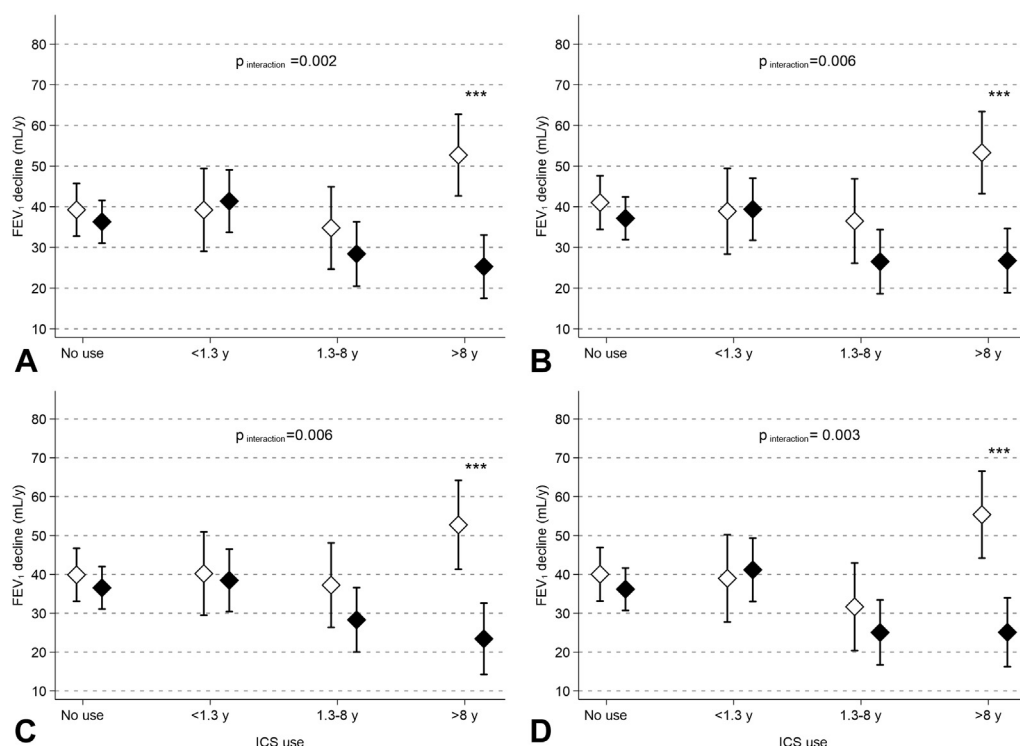 p interaction =0.002
***
FEV₁ decline (mL/y)
80
70
60
50
40
30
20
10
No use <1.3 y 1.3-8 y >8 y
A
p interaction =0.006
***
FEV₁ decline (mL/y)
80
70
60
50
40
30
20
10
No use <1.3 y 1.3-8 y >8 y
B
p interaction=0.006
***
FEV₁ decline (mL/y)
80
70
60
50
40
30
20
10
No use <1.3 y 1.3-8 y >8 y
C
ICS use
p interaction = 0.003
***
FEV₁ decline (mL/y)
80
70
60
50
40
30
20
10
No use <1.3 y 1.3-8 y >8 y
D
ICS use